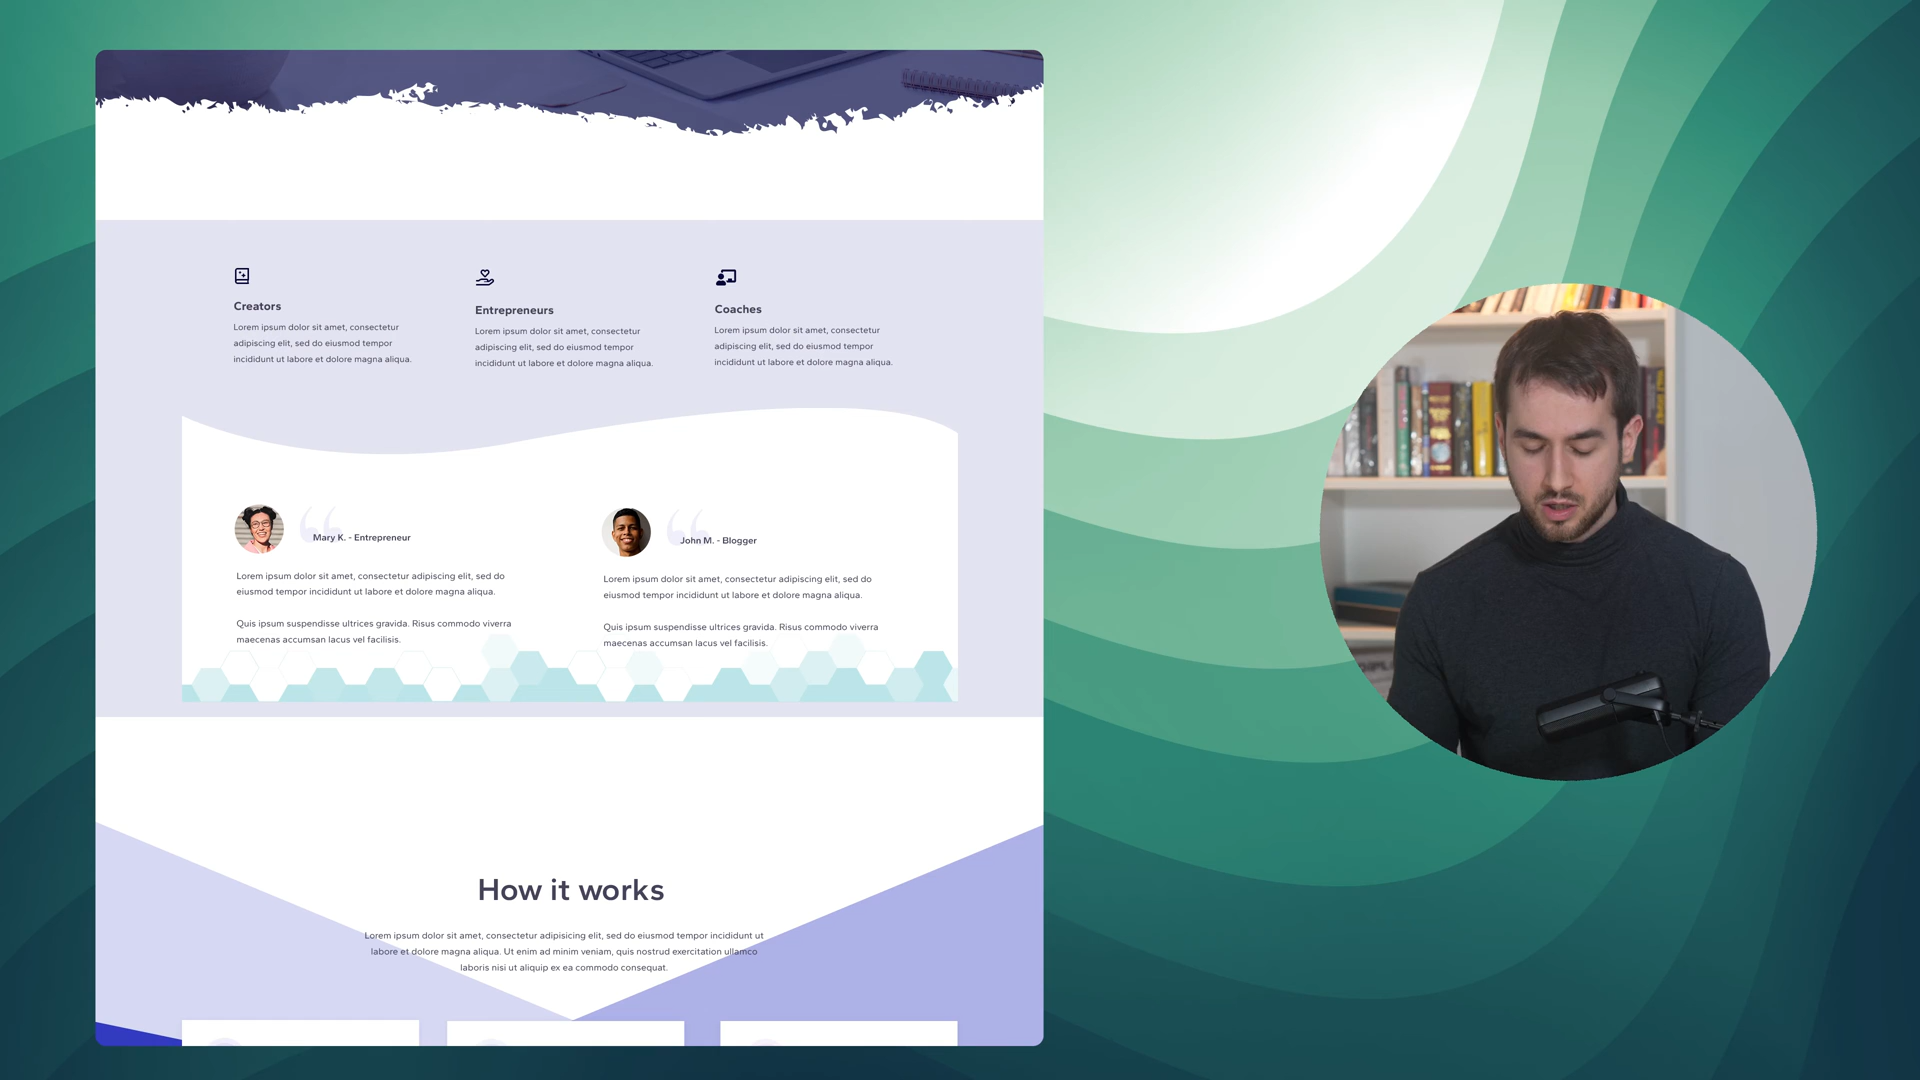 Creators
Lorem ipsum dolor sit amet, consectetur
adipiscing elit, sed do eiusmod tempor
incididunt ut labore et dolore magna aliqua.
Entrepreneurs
Lorem ipsum dolor sit amet, consectetur
adipiscing elit, sed do eiusmod tempor
incididunt ut labore et dolore magna aliqua.
Coaches
Lorem ipsum dolor sit amet, consectetur
adipiscing elit, sed do eiusmod tempor
incididunt ut labore et dolore magna aliqua.
Mary K. - Entrepreneur
Lorem ipsum dolor sit amet, consectetur adipiscing elit, sed do
eiusmod tempor incididunt ut labore et dolore magna aliqua.
Quis ipsum suspendisse ultrices gravida. Risus commodo viverra
maecenas accumsan lacus vel facilisis.
John M. - Blogger
Lorem ipsum dolor sit amet, consectetur adipiscing elit, sed do
eiusmod tempor incididunt ut labore et dolore magna aliqua.
Quis ipsum suspendisse ultrices gravida. Risus commodo viverra
maecenas accumsan lacus vel facilisis.
How it works
Lorem ipsum dolor sit amet, consectetur adipisicing elit, sed do eiusmod tempor incididunt ut
labore et dolore magna aliqua. Ut enim ad minim veniam, quis nostrud exercitation ullamco
laboris nisi ut aliquip ex ea commodo consequat.